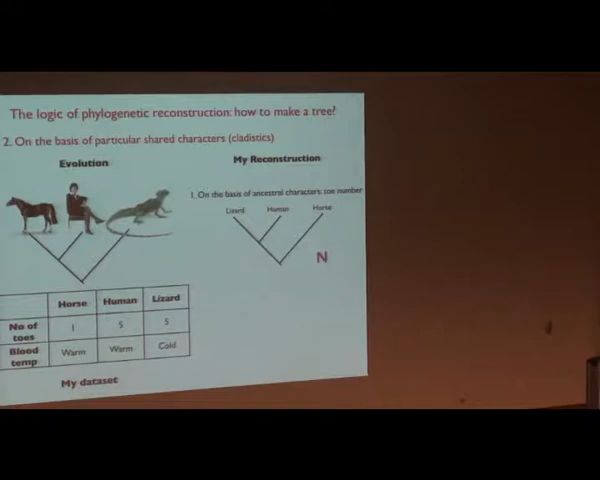 The logic of phylogenetic reconstruction: how to make a tree?
2. On the basis of particular shared characters (cladistics)
Evolution
My Reconstruction
1. On the basis of ancestral characters: toe number
Lizard Human Horse
N
Horse Human Lizard
No of toes 1 5 5
Blood temp Warm Warm Cold
My dataset